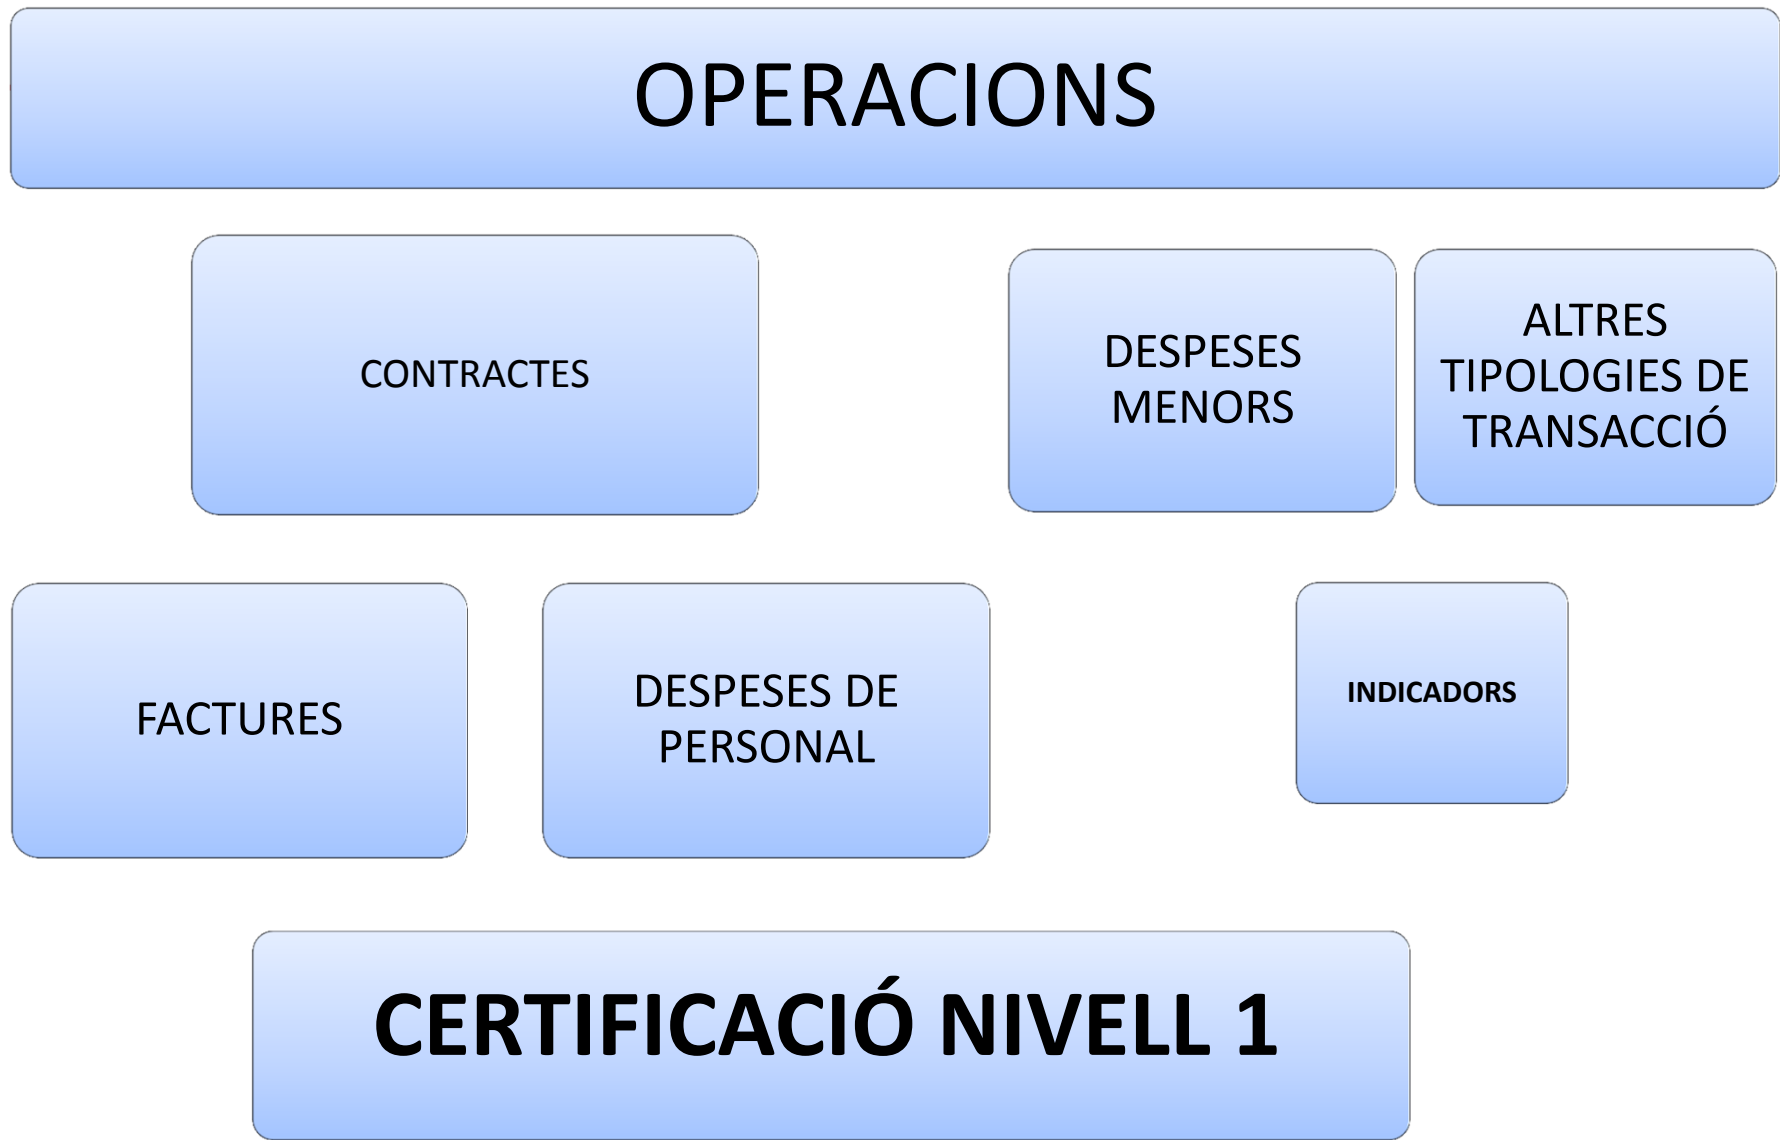 OPERACIONS
CONTRACTES
DESPESES
MENORS
ALTRES
TIPOLOGIES DE
TRANSACCIÓ
FACTURES
DESPESES DE
PERSONAL
INDICADORS
CERTIFICACIÓ NIVELL 1